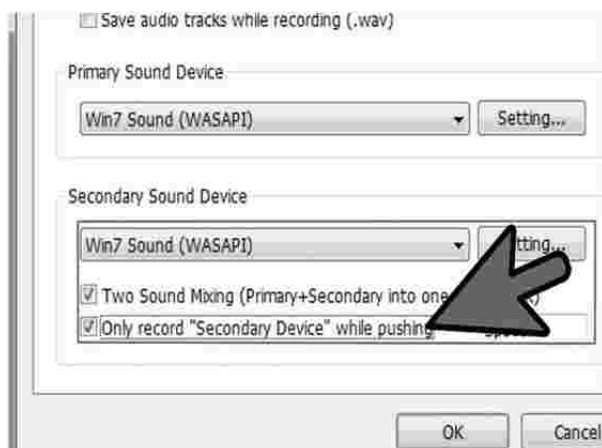 Save audio tracks while recording (.wav)
Primary Sound Device
Win7 Sound (WASAPI)
Setting...
Secondary Sound Device
Win7 Sound (WASAPI)
Two Sound Mixing (Primary+Secondary into one
Only record "Secondary Device" while pushing
OK
Cancel